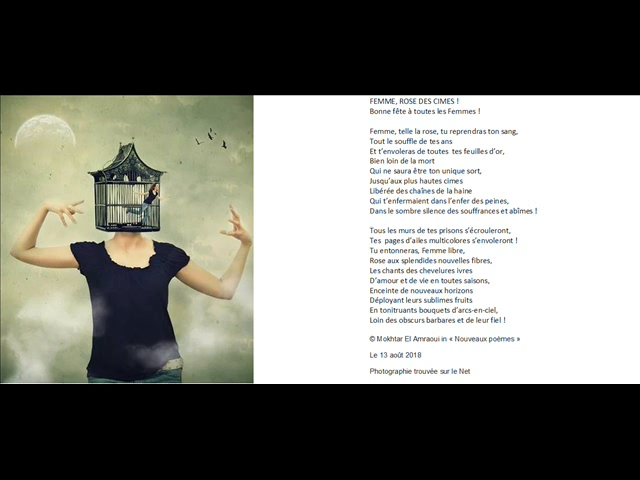 FEMME, ROSE DES CIMES !
Bonne fête à toutes les Femmes !
Femme, telle la rose, tu reprendras ton sang,
Tout le souffle de tes ans
Et t'envoleras de toutes tes feuilles d'or,
Bien loin de la mort
Qui ne saura être ton unique sort,
Jusqu'aux plus hautes cimes
Libérée des chaînes de la haine
Qui t'enfermaient dans l'enfer des peines,
Dans le sombre silence des souffrances et abîmes !
Tous les murs de tes prisons s'écrouleront,
Tes pages d'ailes multicolores s'envoleront !
Tu entonneras, Femme libre,
Rose aux splendides nouvelles fibres,
Les chants des chevelures ivres
D'amour et de vie en toutes saisons,
Enceinte de nouveaux horizons
Déployant leurs sublimes fruits
En tonitruants bouquets d'arcs-en-ciel,
Loin des obscurs barbares et de leur fiel !
© Mokhtar El Amraoui in « Nouveaux poèmes »
Le 13 août 2018
Photographie trouvée sur le Net